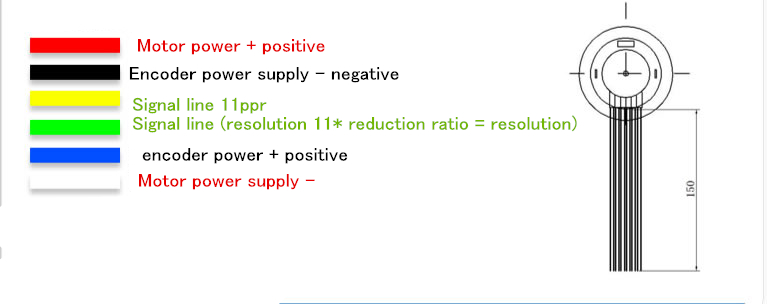 Motor power + positive
Encoder power supply - negative
Signal line 11ppr
Signal line (resolution 11* reduction ratio = resolution)
encoder power + positive
Motor power supply -
150